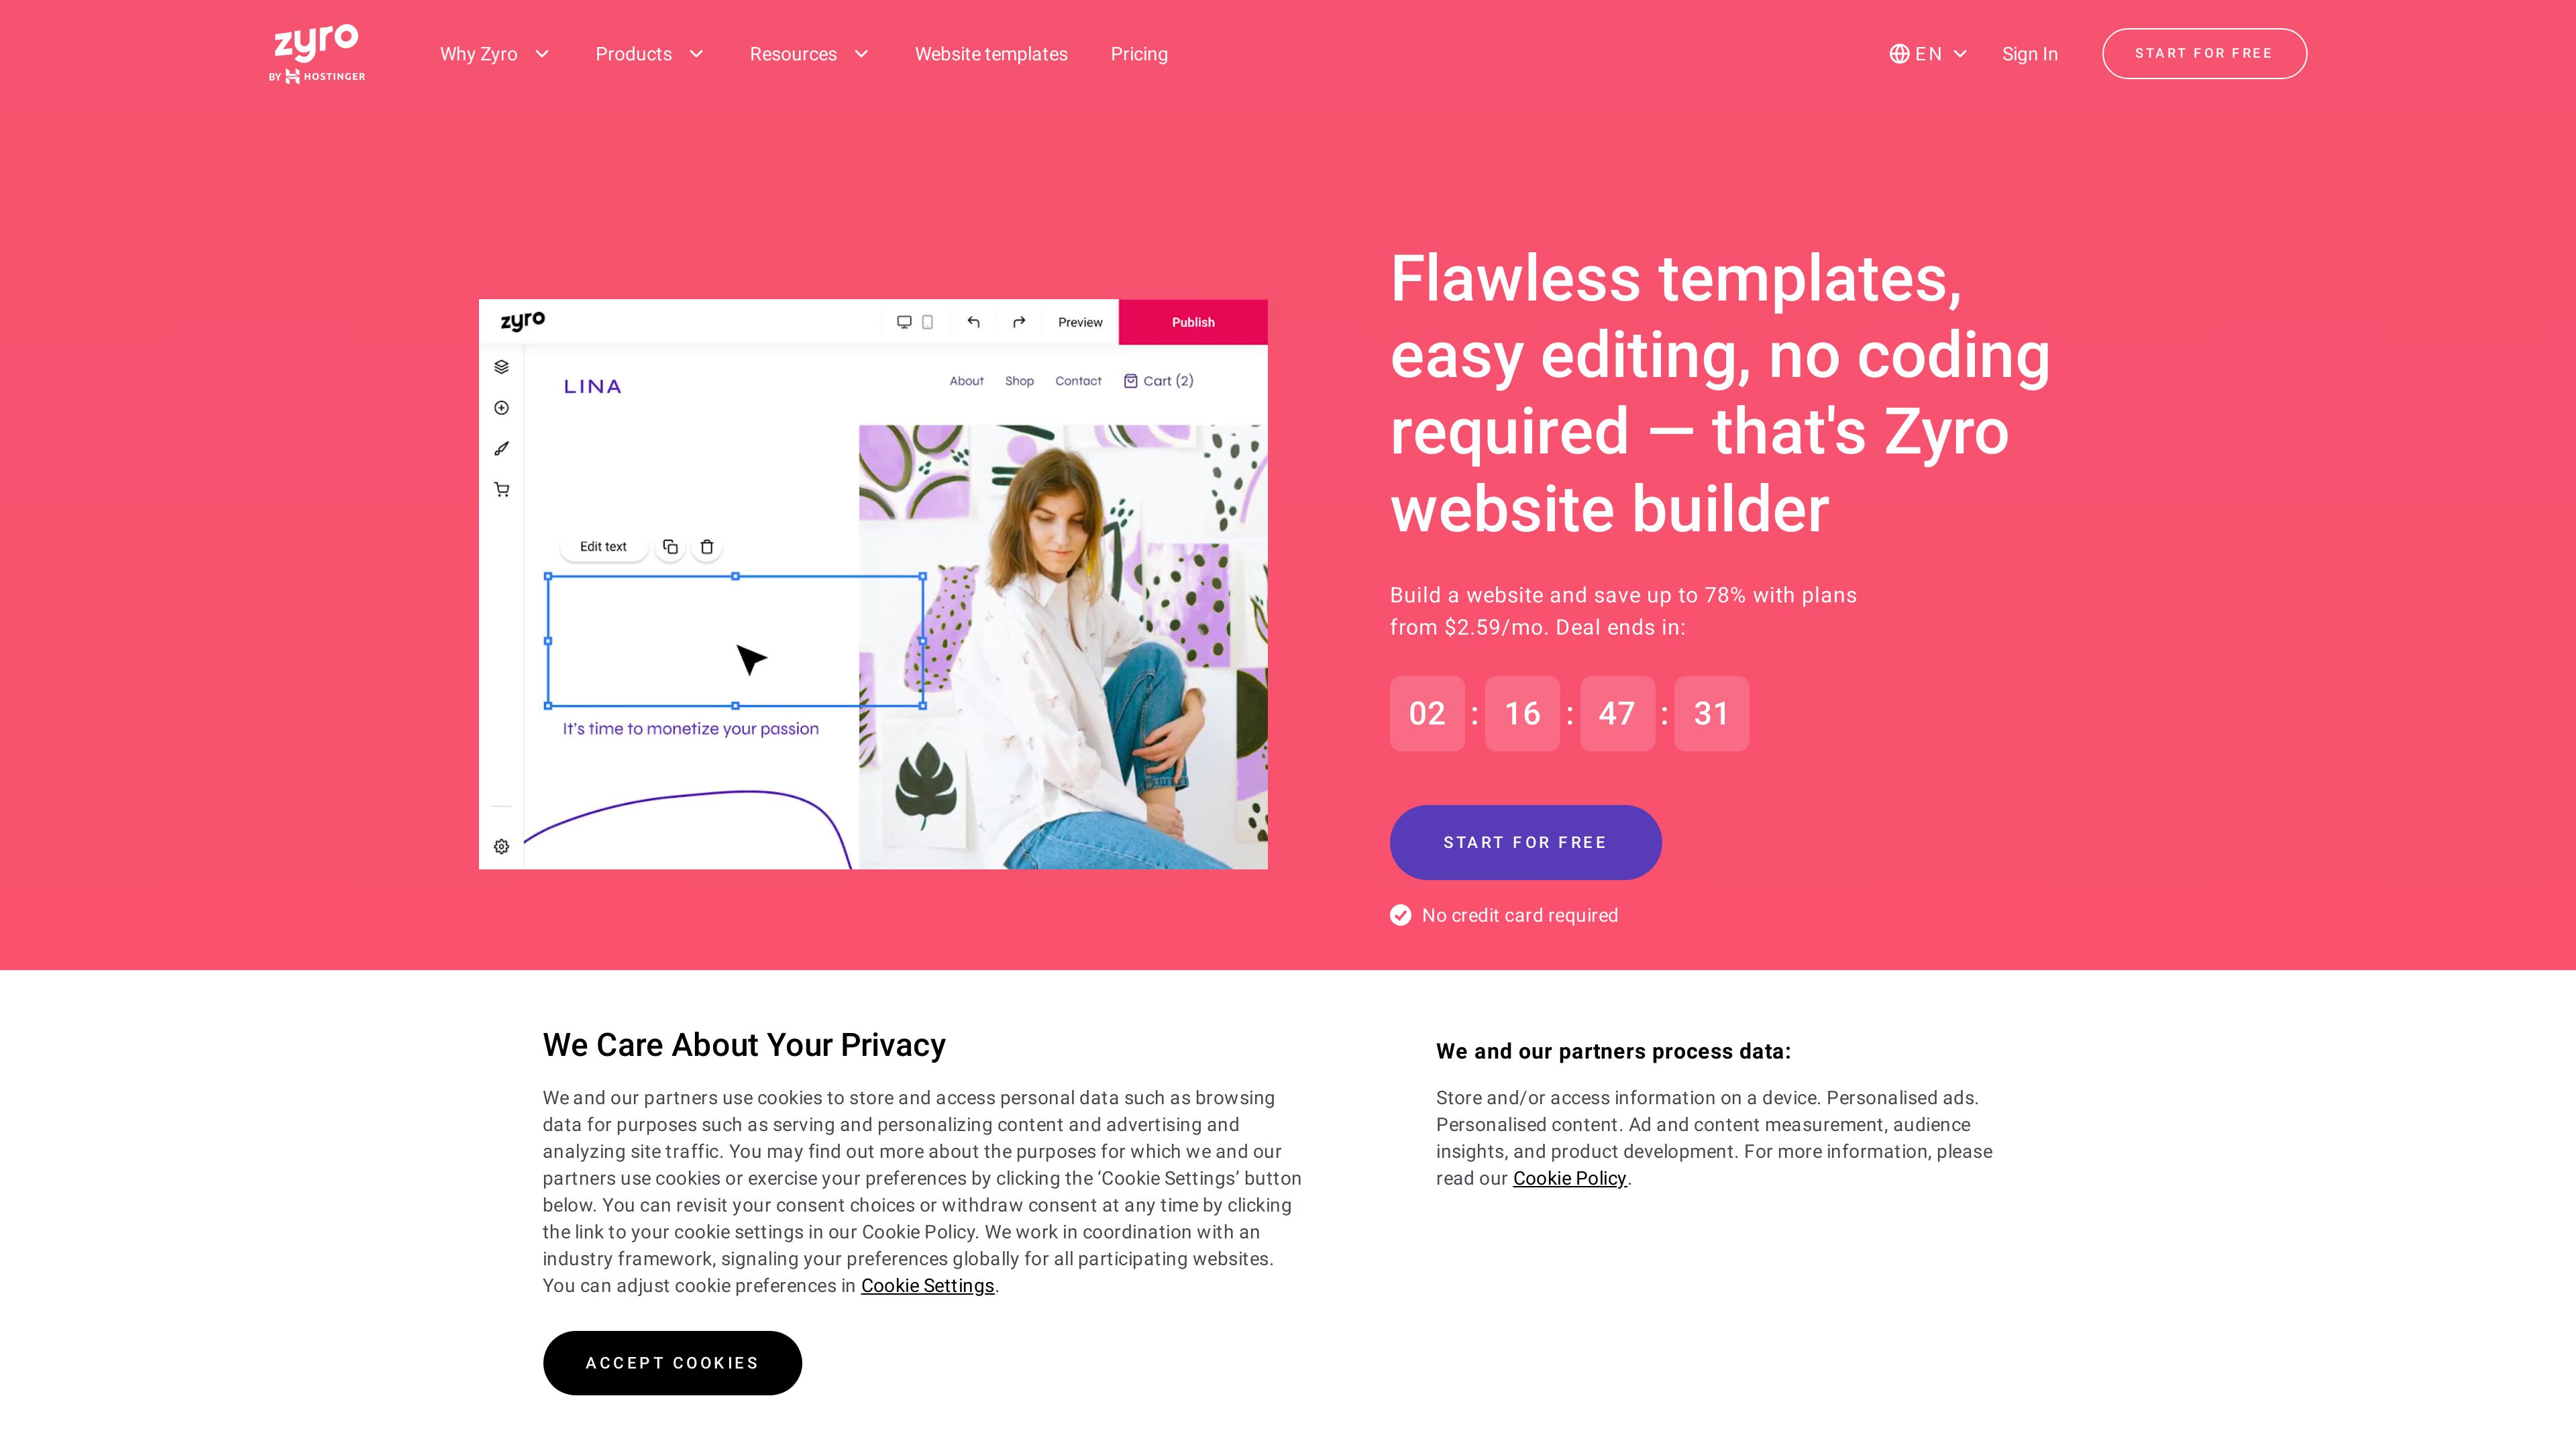 zyro
BY HOSTINGER
Why Zyro
Products
Resources
Website templates
Pricing
EN
Sign In
START FOR FREE
zyro
Preview
Publish
LINA
About
Shop
Contact
Cart (2)
Edit text
It's time to monetize your passion
Flawless templates,
easy editing, no coding
required — that's Zyro
website builder
Build a website and save up to 78% with plans
from $2.59/mo. Deal ends in:
02 : 16 : 47 : 31
START FOR FREE
No credit card required
We Care About Your Privacy
We and our partners use cookies to store and access personal data such as browsing
data for purposes such as serving and personalizing content and advertising and
analyzing site traffic. You may find out more about the purposes for which we and our
partners use cookies or exercise your preferences by clicking the ‘Cookie Settings’ button
below. You can revisit your consent choices or withdraw consent at any time by clicking
the link to your cookie settings in our Cookie Policy. We work in coordination with an
industry framework, signaling your preferences globally for all participating websites.
You can adjust cookie preferences in Cookie Settings.
ACCEPT COOKIES
We and our partners process data:
Store and/or access information on a device. Personalised ads.
Personalised content. Ad and content measurement, audience
insights, and product development. For more information, please
read our Cookie Policy.